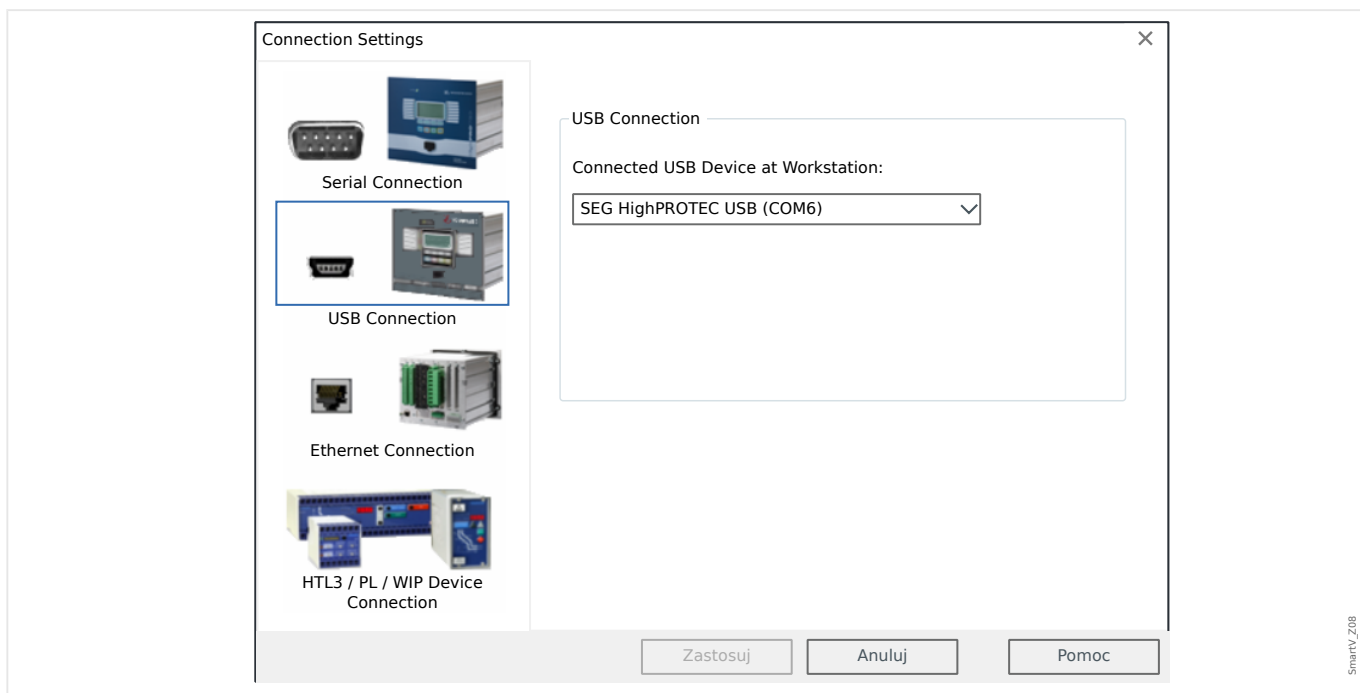 Connection Settings
Serial Connection
USB Connection
Ethernet Connection
HTL3 / PL / WIP Device
Connection
USB Connection
Connected USB Device at Workstation:
SEG HighPROTEC USB (COM6)
Zastosuj
Anuluj
Pomoc
SmartV_Z08